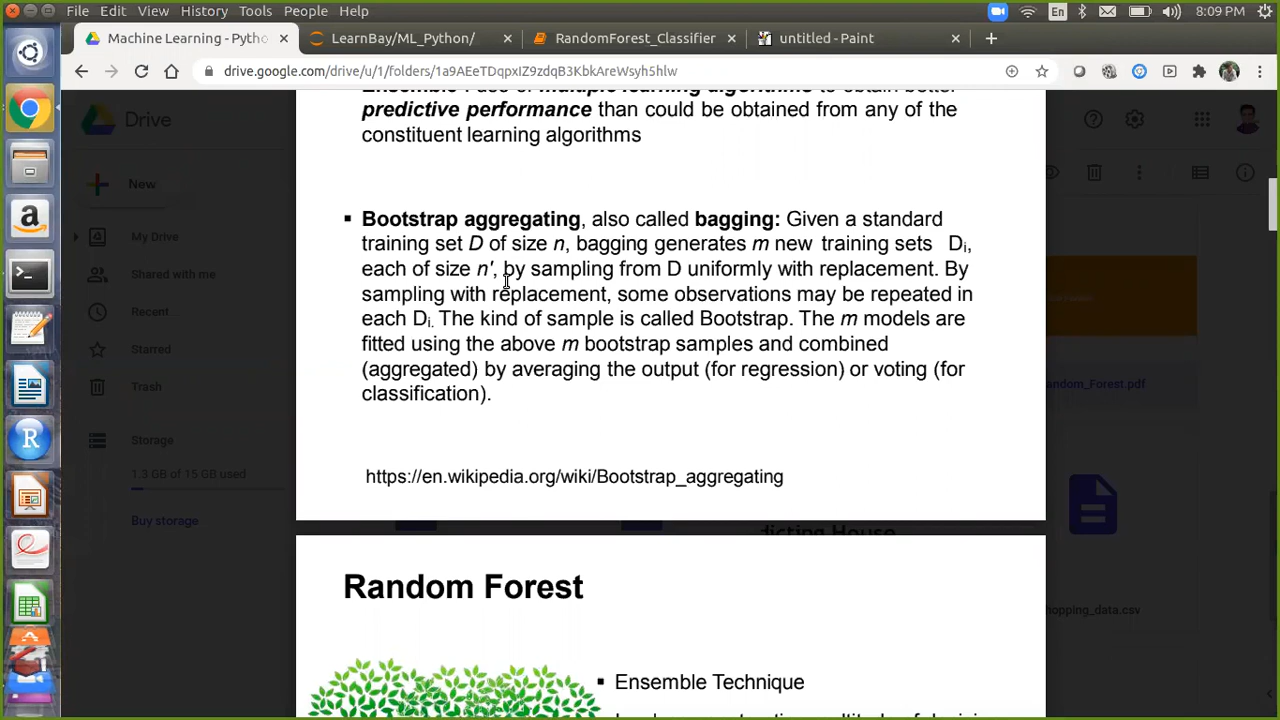 File Edit View History Tools People Help
En
8:09 PM
Machine Learning - Pytho
LearnBay/ML_Python/
RandomForest_Classifier
untitled - Paint
drive.google.com/drive/u/1/folders/1a9AEeTDqpxIZ9zdqB3KbkAreWsyh5hlw
Drive
New
My Drive
Shared with me
Recent
Starred
Trash
Storage
1.3 GB of 15 GB used
Buy storage
predictive performance than could be obtained from any of the
constituent learning algorithms
▪ Bootstrap aggregating, also called bagging: Given a standard
training set D of size n, bagging generates m new training sets Di,
each of size n′, by sampling from D uniformly with replacement. By
sampling with replacement, some observations may be repeated in
each Di. The kind of sample is called Bootstrap. The m models are
fitted using the above m bootstrap samples and combined
(aggregated) by averaging the output (for regression) or voting (for
classification).
https://en.wikipedia.org/wiki/Bootstrap_aggregating
andom_Forest.pdf
dicting House
hopping_data.csv
Random Forest
▪ Ensemble Technique